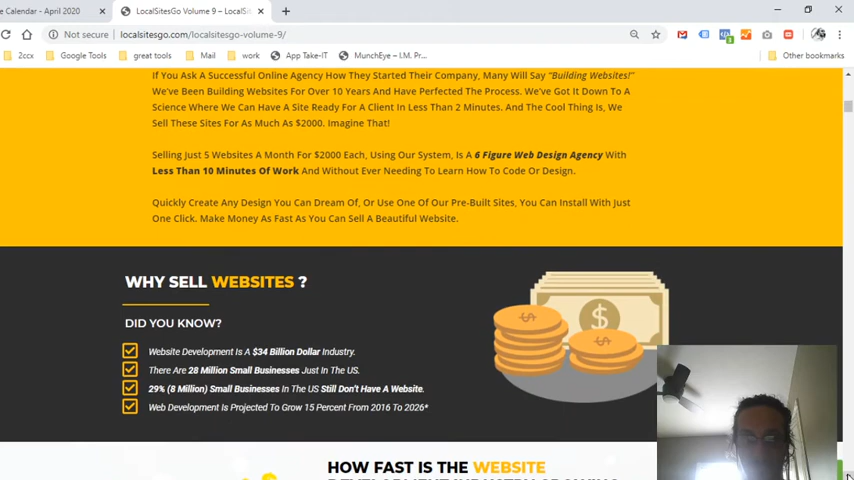 e Calendar - April 2020
LocalSitesGo Volume 9 – LocalSit
Not secure
localsitesgo.com/localsitesgo-volume-9/
2ccx
Google Tools
great tools
Mail
work
App Take-IT
MunchEye – I.M. Pr...
Other bookmarks
If You Ask A Successful Online Agency How They Started Their Company, Many Will Say “Building Websites!”
We've Been Building Websites For Over 10 Years And Have Perfected The Process. We've Got It Down To A
Science Where We Can Have A Site Ready For A Client In Less Than 2 Minutes. And The Cool Thing Is, We
Sell These Sites For As Much As $2000. Imagine That!
Selling Just 5 Websites A Month For $2000 Each, Using Our System, Is A 6 Figure Web Design Agency With
Less Than 10 Minutes Of Work And Without Ever Needing To Learn How To Code Or Design.
Quickly Create Any Design You Can Dream Of, Or Use One Of Our Pre-Built Sites, You Can Install With Just
One Click. Make Money As Fast As You Can Sell A Beautiful Website.
WHY SELL WEBSITES ?
DID YOU KNOW?
Website Development Is A $34 Billion Dollar Industry.
There Are 28 Million Small Businesses Just In The US.
29% (8 Million) Small Businesses In The US Still Don't Have A Website.
Web Development Is Projected To Grow 15 Percent From 2016 To 2026*
HOW FAST IS THE WEBSITE
DEVELOPMENT INDUSTRY GROWING